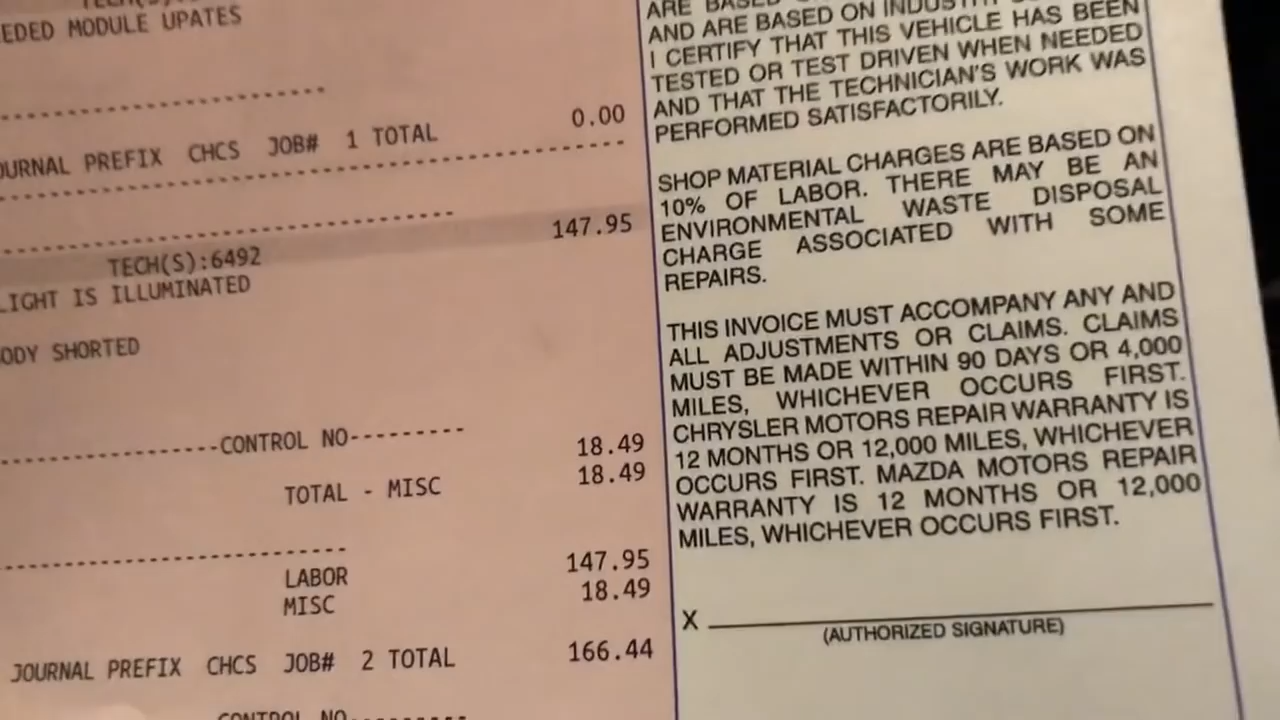 EEDED MODULE UPATES
0.00
OURNAL PREFIX CHCS JOB# 1 TOTAL
147.95
TECH(S):6492
LIGHT IS ILLUMINATED
ODY SHORTED
--------------------CONTROL NO---------
18.49
TOTAL - MISC 18.49
LABOR 147.95
MISC 18.49
JOURNAL PREFIX CHCS JOB# 2 TOTAL 166.44
CONTROL NO---------
ARE BASED
AND ARE BASED ON
I CERTIFY THAT THIS VEHICLE HAS BEEN
TESTED OR TEST DRIVEN WHEN NEEDED
AND THAT THE TECHNICIAN'S WORK WAS
PERFORMED SATISFACTORILY.
SHOP MATERIAL CHARGES ARE BASED ON
10% OF LABOR. THERE MAY BE AN
ENVIRONMENTAL WASTE DISPOSAL
CHARGE ASSOCIATED WITH SOME
REPAIRS.
THIS INVOICE MUST ACCOMPANY ANY AND
ALL ADJUSTMENTS OR CLAIMS. CLAIMS
MUST BE MADE WITHIN 90 DAYS OR 4,000
MILES, WHICHEVER OCCURS FIRST.
CHRYSLER MOTORS REPAIR WARRANTY IS
12 MONTHS OR 12,000 MILES, WHICHEVER
OCCURS FIRST. MAZDA MOTORS REPAIR
WARRANTY IS 12 MONTHS OR 12,000
MILES, WHICHEVER OCCURS FIRST.
X
(AUTHORIZED SIGNATURE)